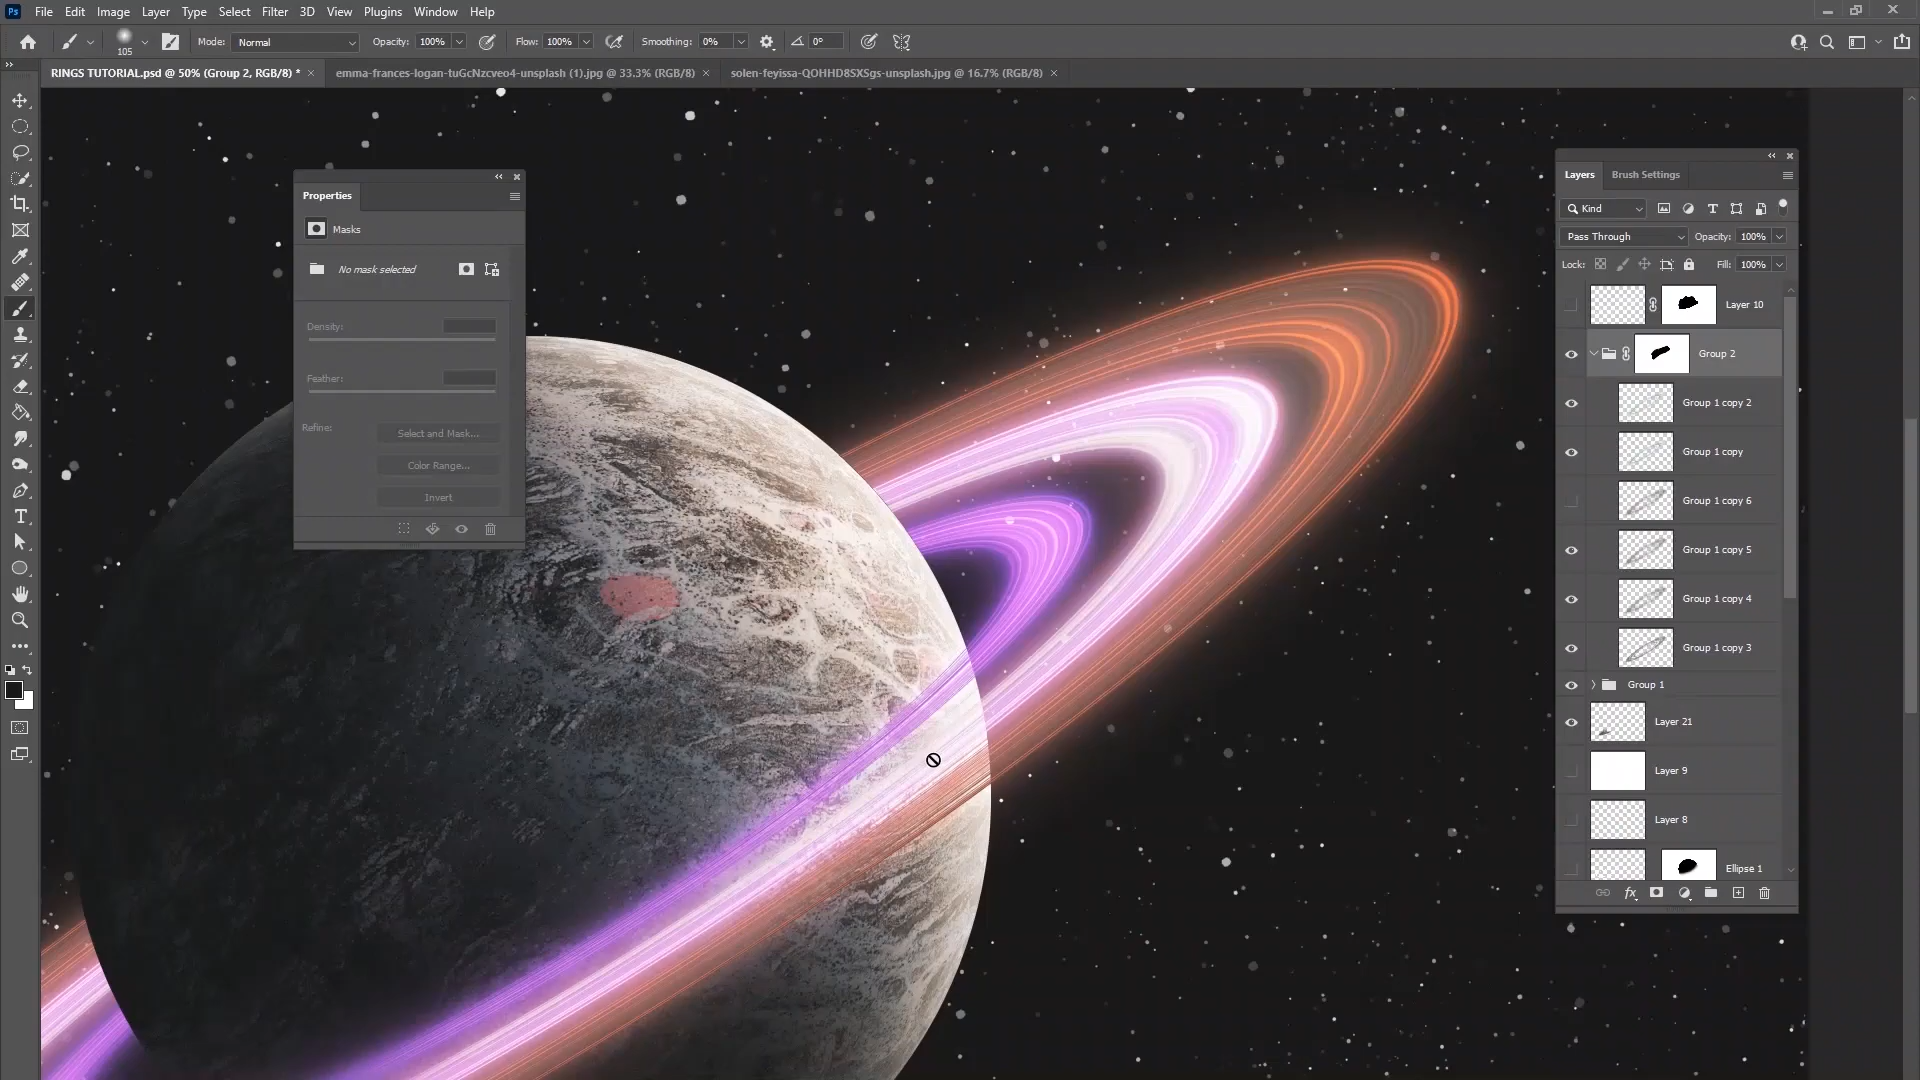 Ps File Edit Image Layer Type Select Filter 3D View Plugins Window Help
105 Mode: Normal Opacity: 100% Flow: 100% Smoothing: 0% 0°
RINGS TUTORIAL.psd @ 50% (Group 2, RGB/8) * emma-frances-logan-tuGcNzcveo4-unsplash (1).jpg @ 33.3% (RGB/8) solen-feyissa-QOHHD8SXSgs-unsplash.jpg @ 16.7% (RGB/8)
Properties
Masks
No mask selected
Density:
Feather:
Refine:
Select and Mask...
Color Range...
Invert
Layers Brush Settings
Kind
Pass Through Opacity: 100%
Lock: Fill: 100%
Layer 10
Group 2
Group 1 copy 2
Group 1 copy
Group 1 copy 6
Group 1 copy 5
Group 1 copy 4
Group 1 copy 3
Group 1
Layer 21
Layer 9
Layer 8
Ellipse 1
fx